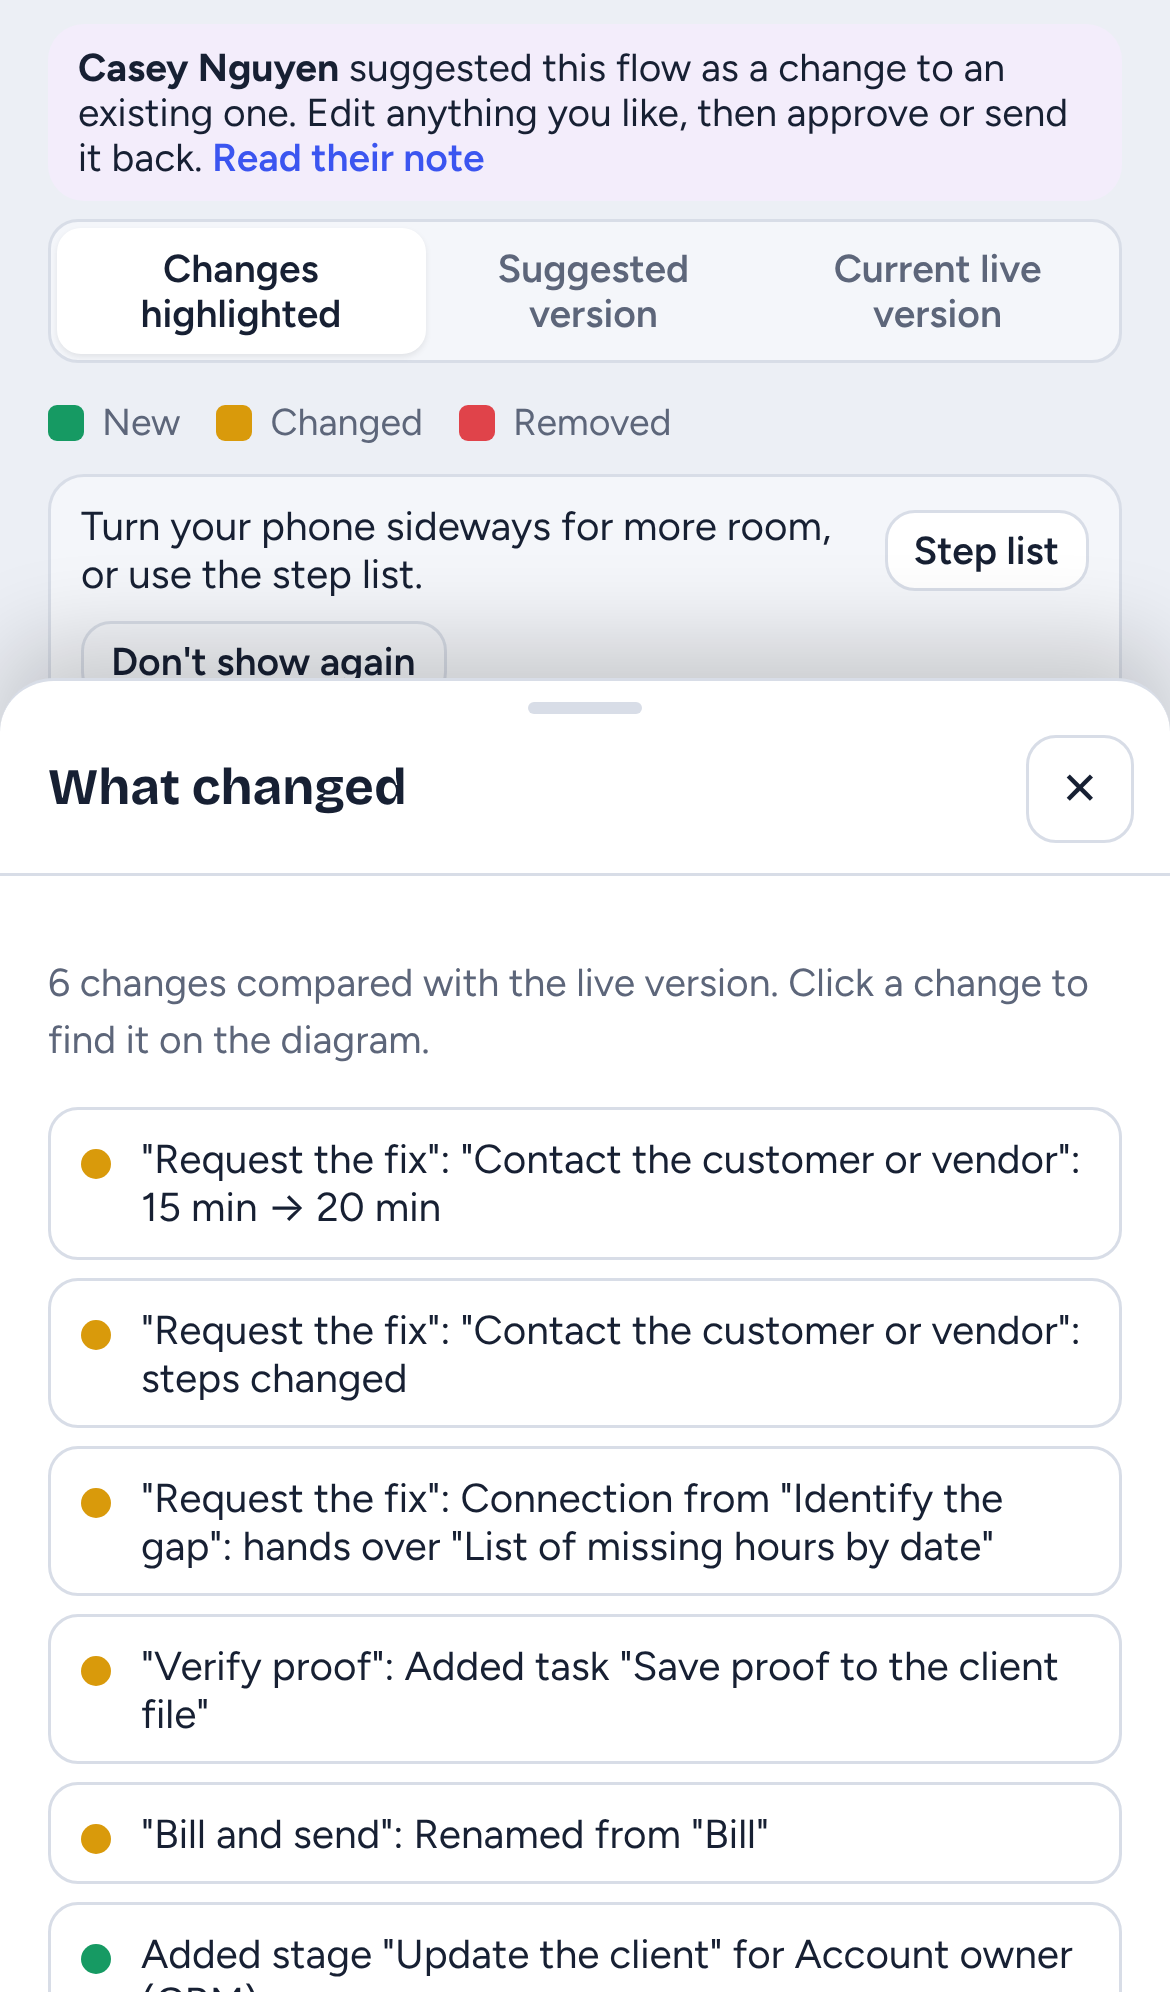 Casey Nguyen suggested this flow as a change to an
existing one. Edit anything you like, then approve or send
it back. Read their note
Changes
highlighted
Suggested
version
Current live
version
New
Changed
Removed
Turn your phone sideways for more room,
or use the step list.
Step list
Don't show again
What changed
6 changes compared with the live version. Click a change to
find it on the diagram.
"Request the fix": "Contact the customer or vendor":
15 min → 20 min
"Request the fix": "Contact the customer or vendor":
steps changed
"Request the fix": Connection from "Identify the
gap": hands over "List of missing hours by date"
"Verify proof": Added task "Save proof to the client
file"
"Bill and send": Renamed from "Bill"
Added stage "Update the client" for Account owner